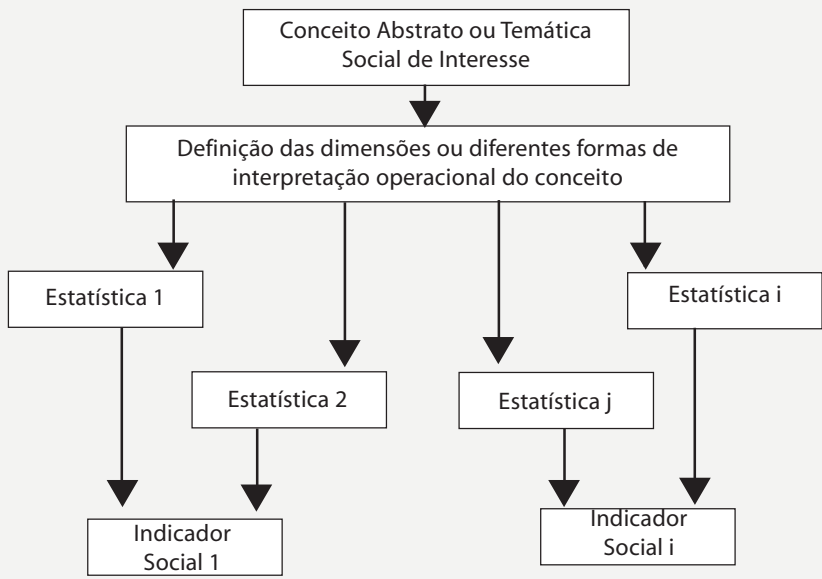 Conceito Abstrato ou Temática
Social de Interesse
Definição das dimensões ou diferentes formas de
interpretação operacional do conceito
Estatística 1
Estatística i
Estatística 2
Estatística j
Indicador
Social 1
Indicador
Social i